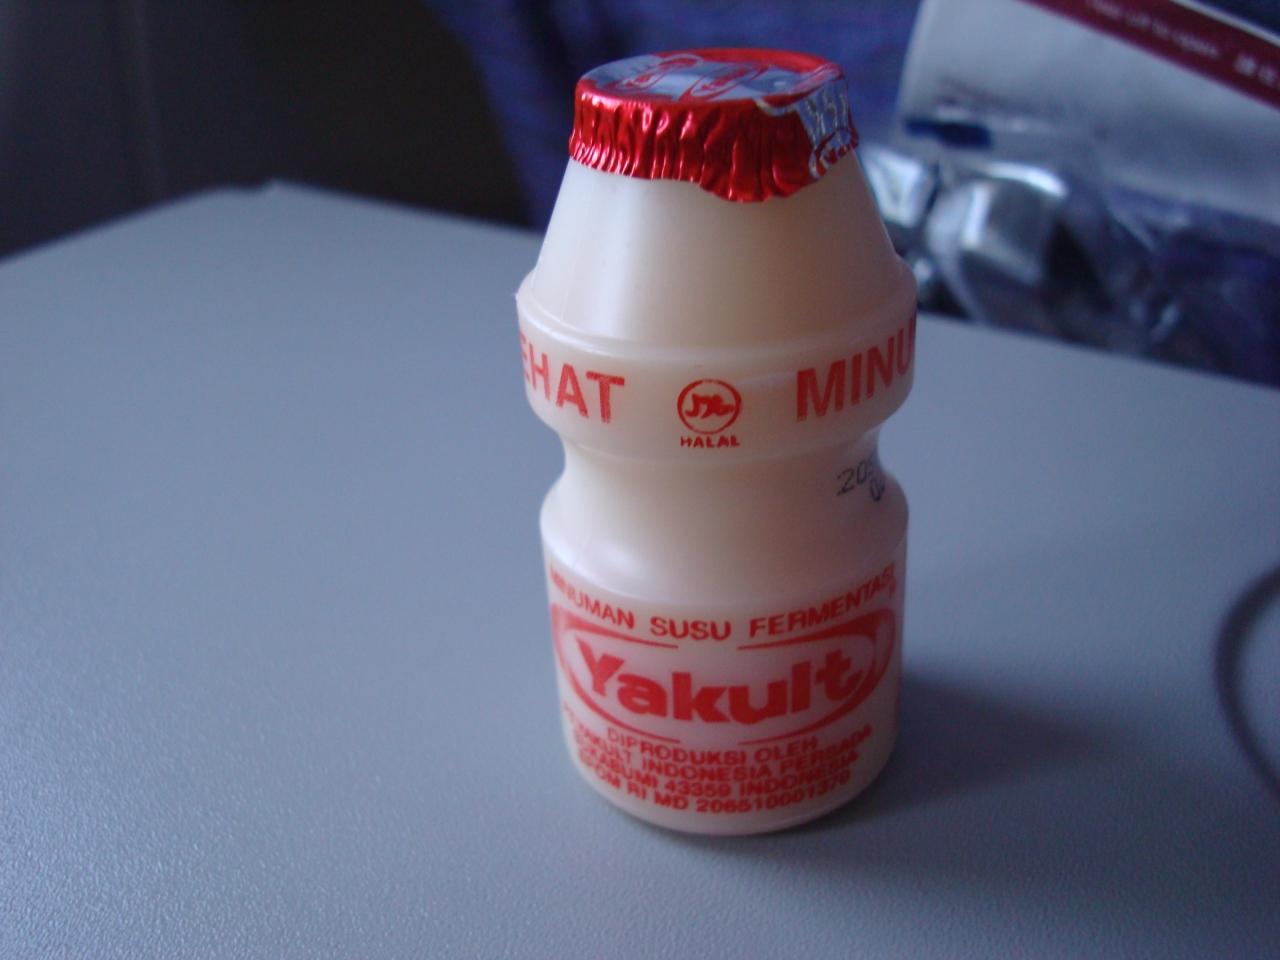 EHAT
HALAL
MINU
MINUMAN SUSU FERMENTASI
Yakult
DIPRODUKSI OLEH
YAKULT INDONESIA PERSADA
SUKABUMI 43359 INDONESIA
BPOM RI MD 206510001370